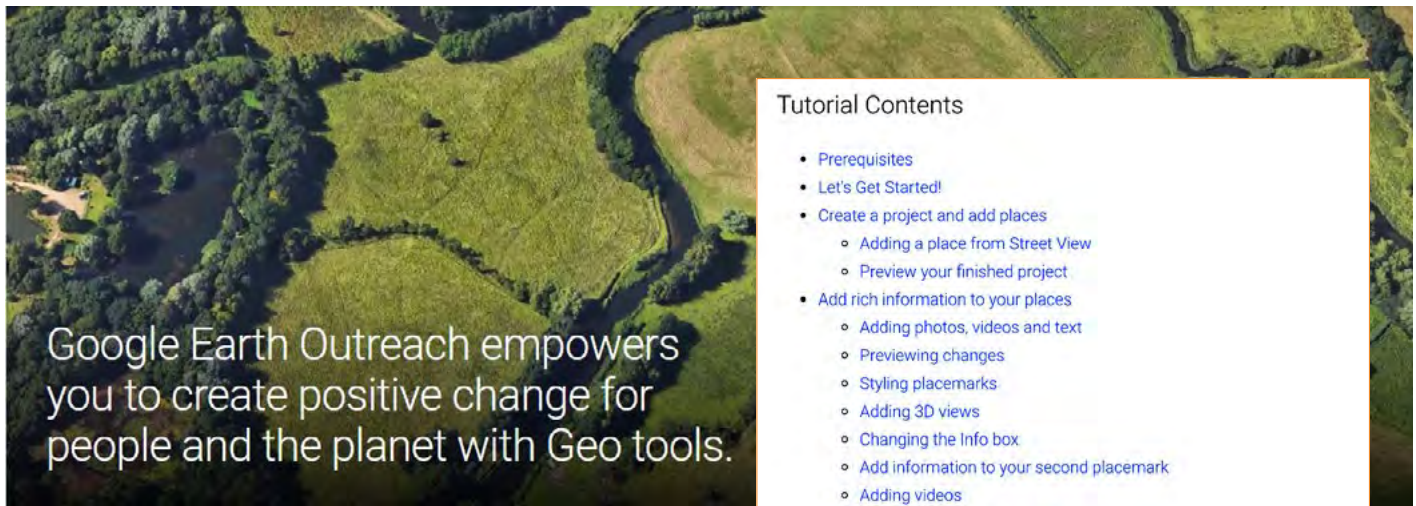 Tutorial Contents
Prerequisites
Let's Get Started!
Create a project and add places
Adding a place from Street View
Preview your finished project
Add rich information to your places
Adding photos, videos and text
Previewing changes
Styling placemarks
Adding 3D views
Changing the Info box
Add information to your second placemark
Adding videos
Google Earth Outreach empowers
you to create positive change for
people and the planet with Geo tools.